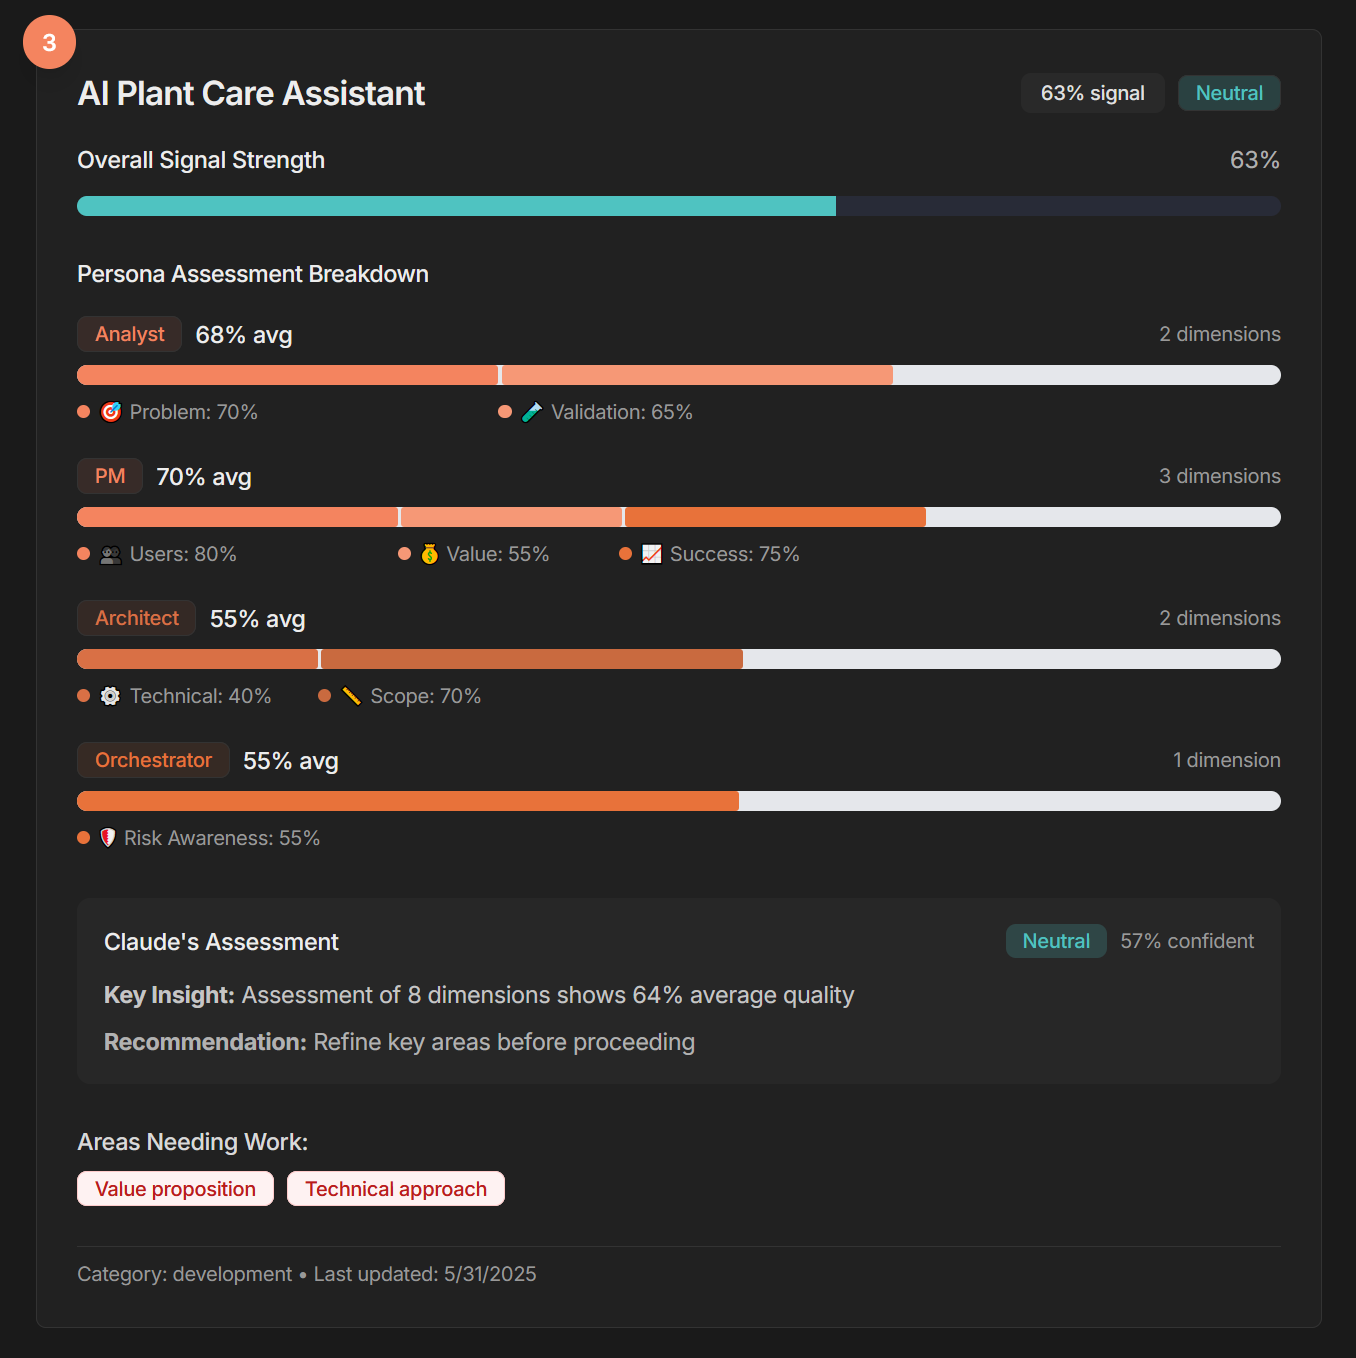 3
AI Plant Care Assistant
63% signal
Neutral
Overall Signal Strength
63%
Persona Assessment Breakdown
Analyst
68% avg
2 dimensions
Problem: 70%
Validation: 65%
PM
70% avg
3 dimensions
Users: 80%
Value: 55%
Success: 75%
Architect
55% avg
2 dimensions
Technical: 40%
Scope: 70%
Orchestrator
55% avg
1 dimension
Risk Awareness: 55%
Claude's Assessment
Neutral
57% confident
Key Insight: Assessment of 8 dimensions shows 64% average quality
Recommendation: Refine key areas before proceeding
Areas Needing Work:
Value proposition
Technical approach
Category: development • Last updated: 5/31/2025